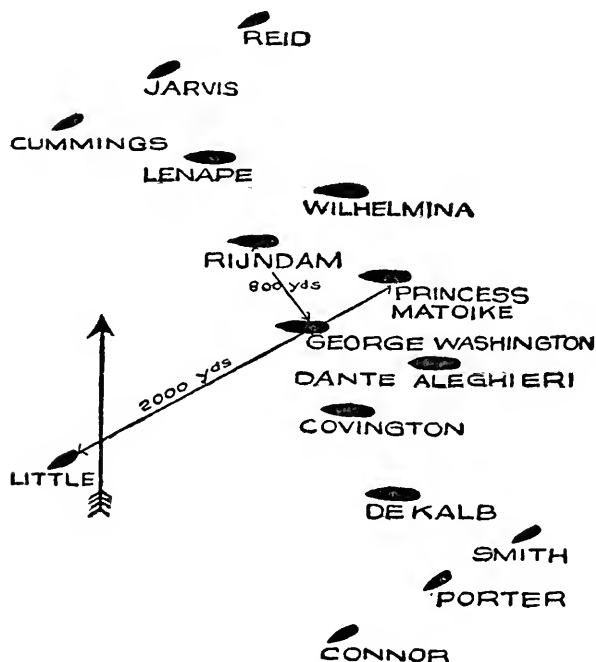 REID
JARVIS
CUMMINGS
LENAPE
WILHELMINA
RIJNDAM
800 yds
PRINCESS
MATOIKE
GEORGE WASHINGTON
DANTE ALEGHIERI
2000 yds
COVINGTON
LITTLE
DE KALB
SMITH
PORTER
CONNOR